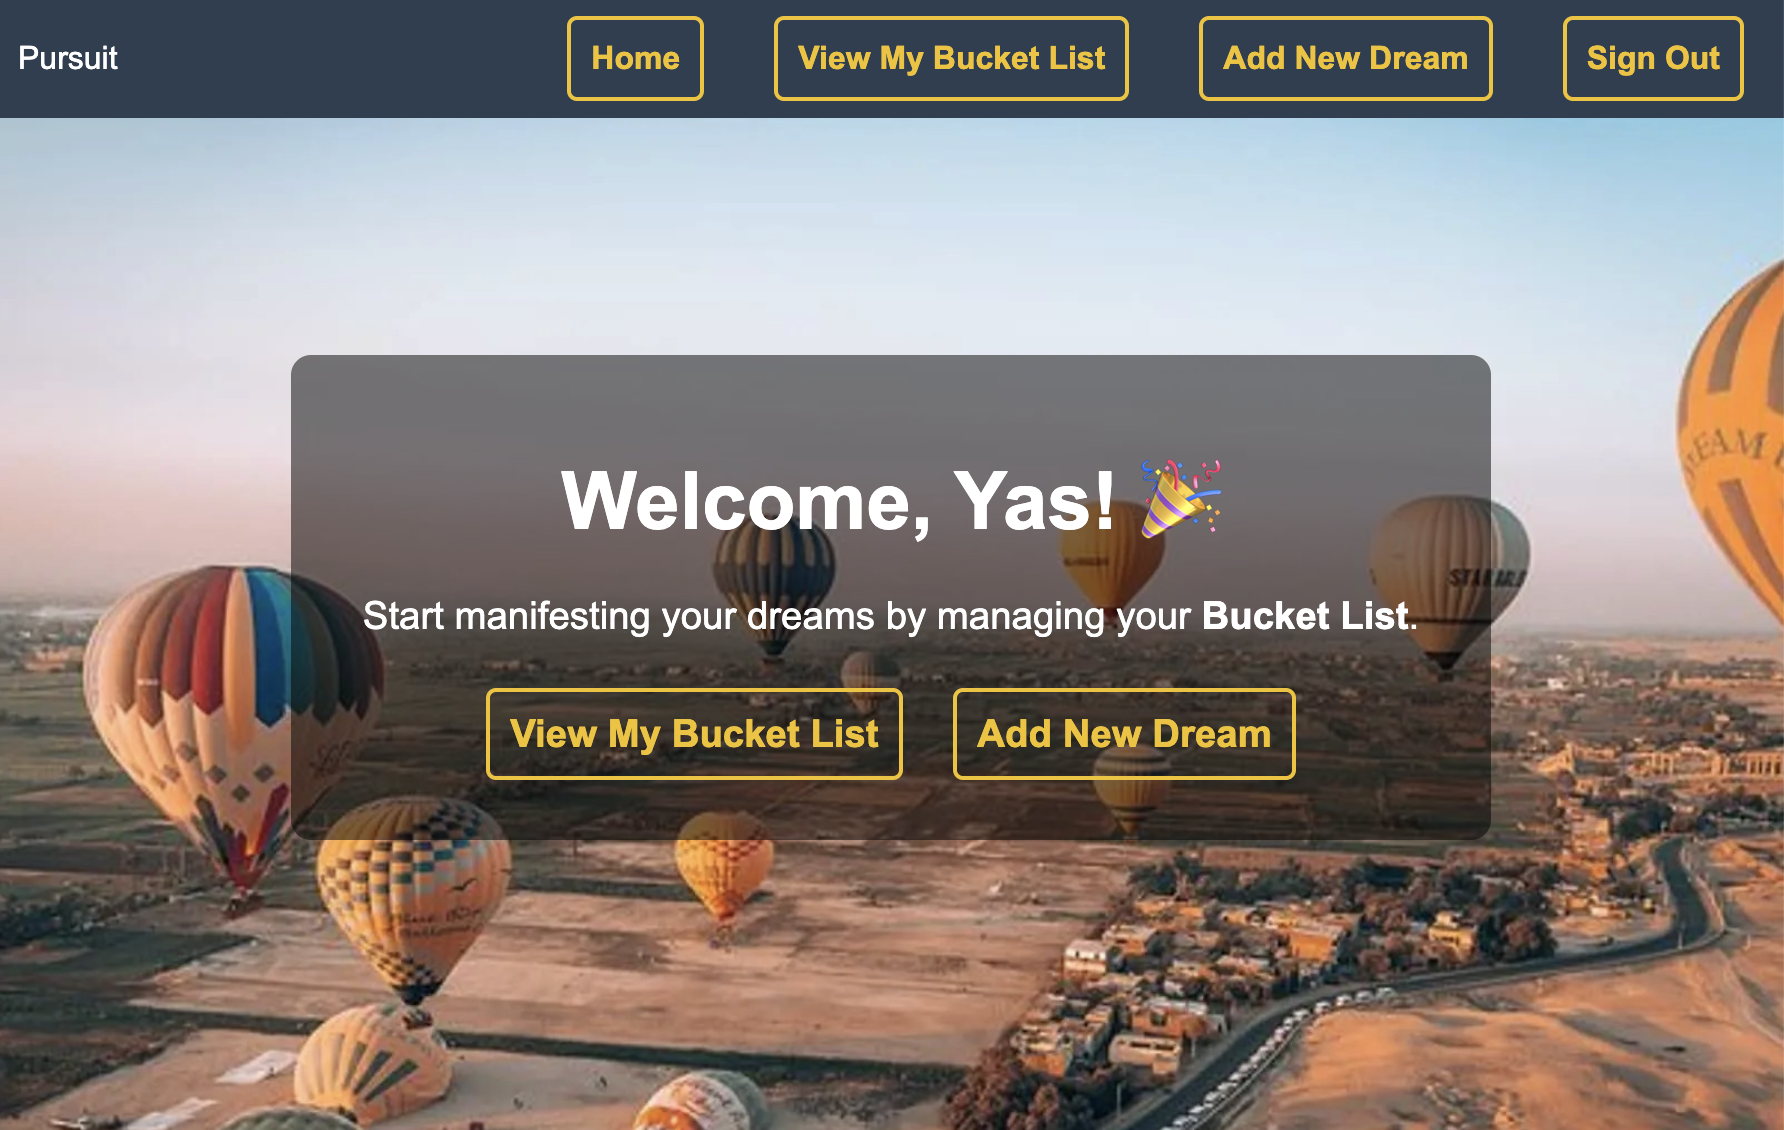 Pursuit
Home
View My Bucket List
Add New Dream
Sign Out
Welcome, Yas! 🎉
Start manifesting your dreams by managing your Bucket List.
View My Bucket List
Add New Dream